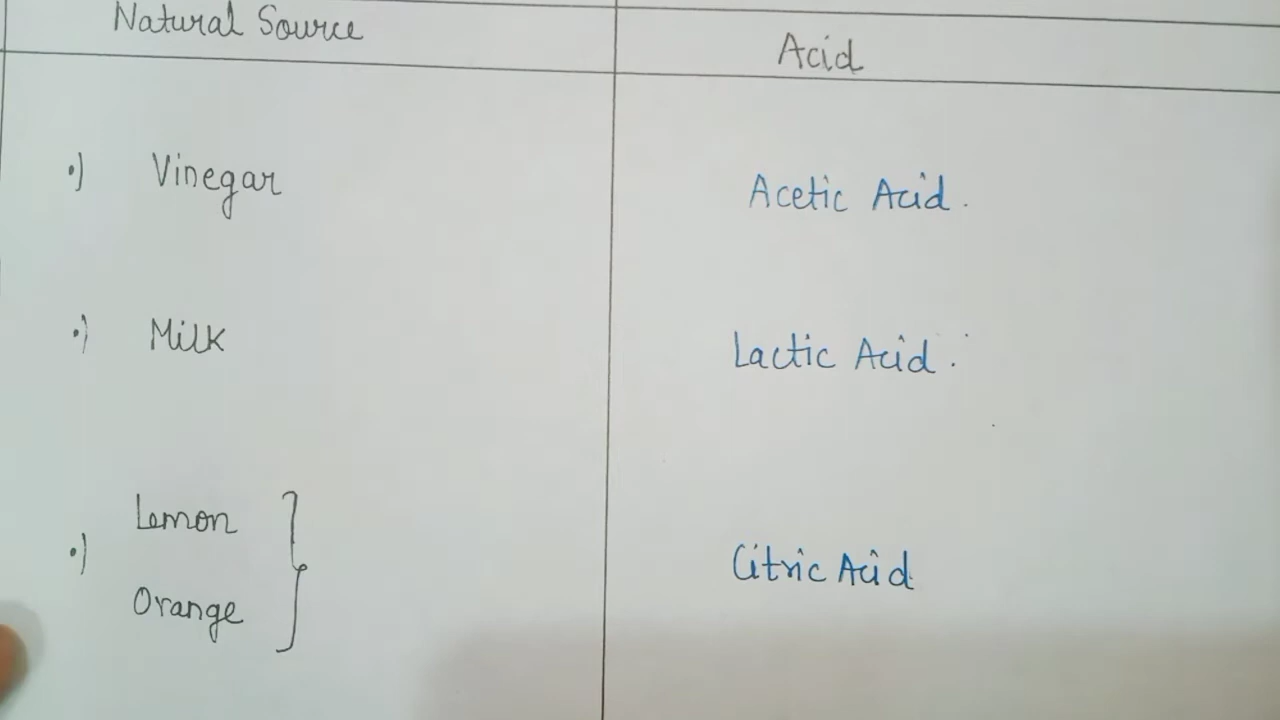 Natural Source
Acid
•) Vinegar
Acetic Acid.
•) Milk
Lactic Acid.
•) Lemon
Orange
Citric Acid